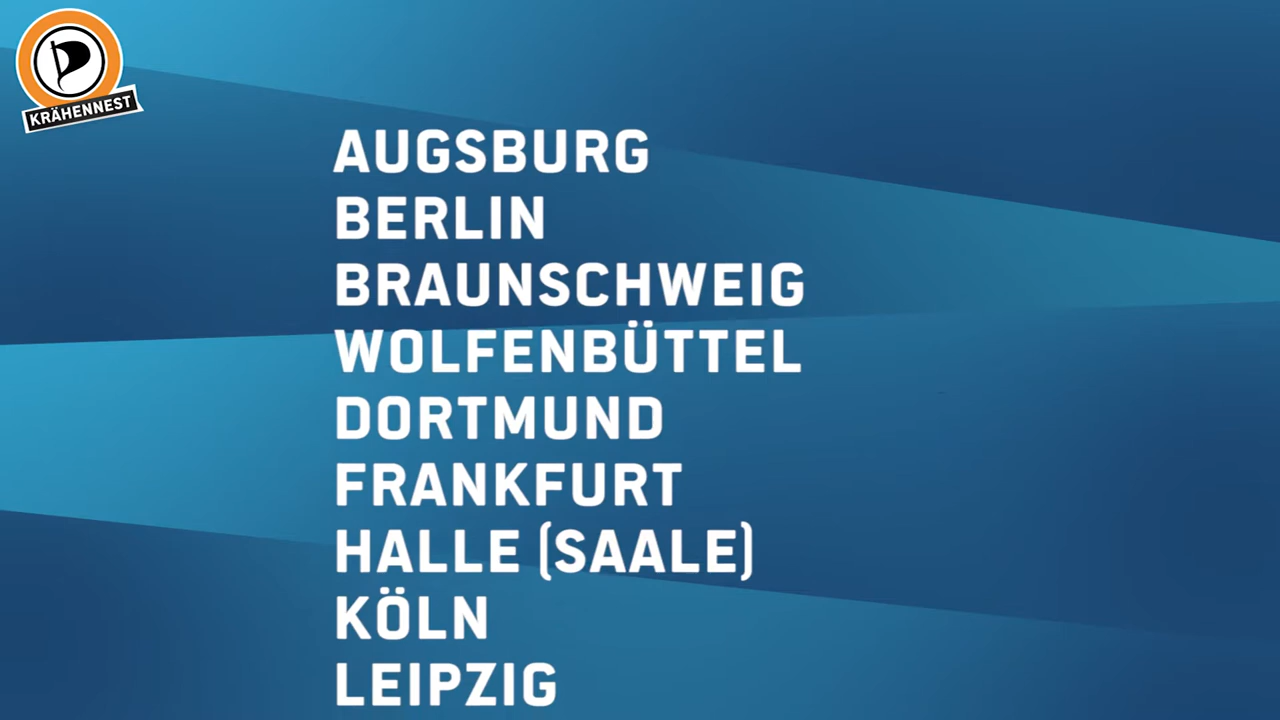 KRÄHENNEST
AUGSBURG
BERLIN
BRAUNSCHWEIG
WOLFENBÜTTEL
DORTMUND
FRANKFURT
HALLE (SAALE)
KÖLN
LEIPZIG